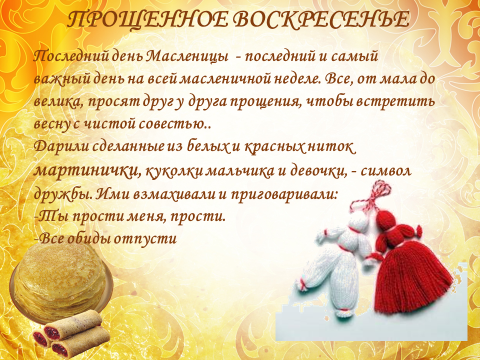 ПРОЩЕННОЕ ВОСКРЕСЕНЬЕ
Последний день Масленицы - последний и самый
важный день на всей масленичной неделе. Все, от мала до
велика, просят друг у друга прощения, чтобы встретить
весну с чистой совестью..
Дарили сделанные из белых и красных ниток
мартинички, куколки мальчика и девочки, - символ
дружбы. Ими взмахивали и приговаривали:
-Ты прости меня, прости.
-Все обиды отпусти